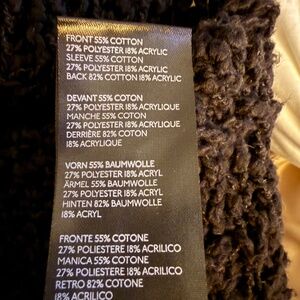 FRONT 55% COTTON
27% POLYESTER 18% ACRYLIC
SLEEVE 55% COTTON
27% POLYESTER 18% ACRYLIC
BACK 82% COTTON 18% ACRYLIC
DEVANT 55% COTON
27% POLYESTER 18% ACRYLIQUE
MANCHE 55% COTON
27% POLYESTER 18% ACRYLIQUE
DERRIÈRE 82% COTON
18% ACRYLIQUE
VORN 55% BAUMWOLLE
27% POLYESTER 18% ACRYL
ÄRMEL 55% BAUMWOLLE
27% POLYESTER 18% ACRYL
HINTEN 82% BAUMWOLLE
18% ACRYL
FRONTE 55% COTONE
27% POLIESTERE 18% ACRILICO
MANICA 55% COTONE
27% POLIESTERE 18% ACRILICO
RETRO 82% COTONE
18% ACRILICO